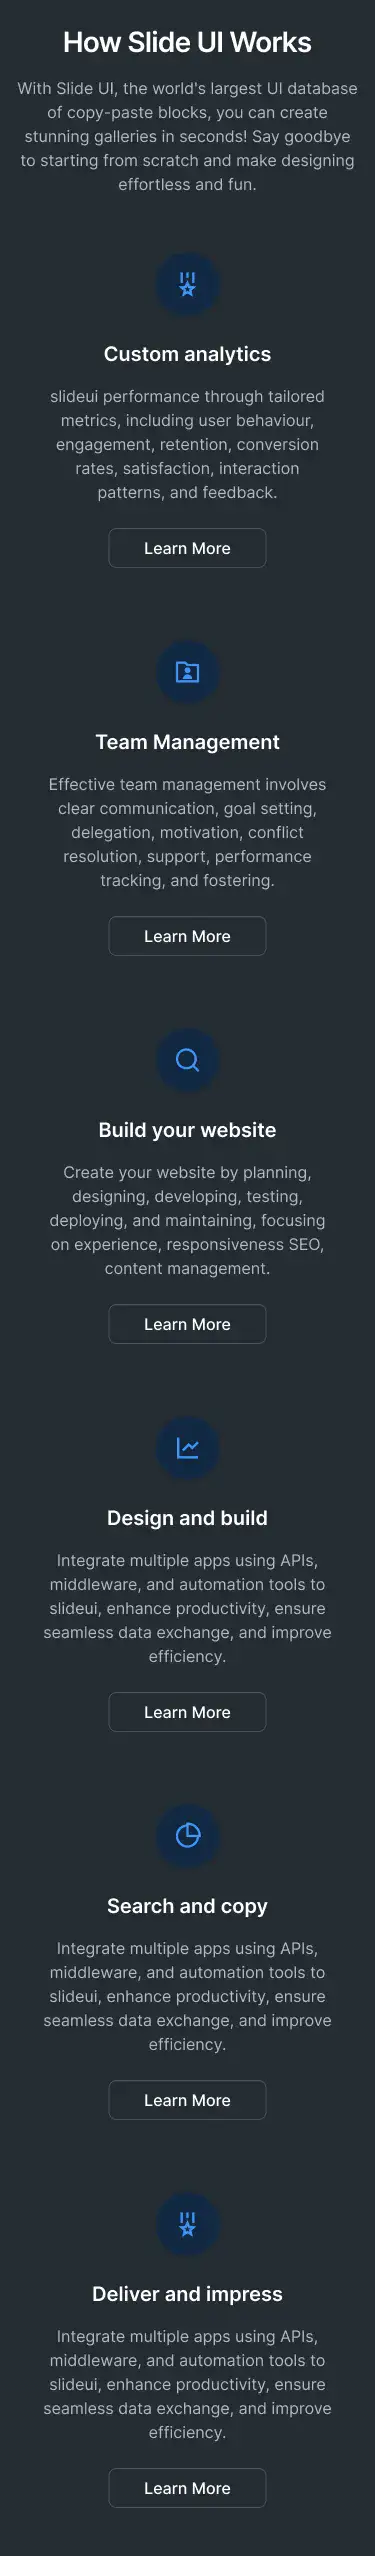 How Slide UI Works
With Slide UI, the world's largest UI database
of copy-paste blocks, you can create
stunning galleries in seconds! Say goodbye
to starting from scratch and make designing
effortless and fun.
Custom analytics
slideui performance through tailored
metrics, including user behaviour,
engagement, retention, conversion
rates, satisfaction, interaction
patterns, and feedback.
Learn More
Team Management
Effective team management involves
clear communication, goal setting,
delegation, motivation, conflict
resolution, support, performance
tracking, and fostering.
Learn More
Build your website
Create your website by planning,
designing, developing, testing,
deploying, and maintaining, focusing
on experience, responsiveness SEO,
content management.
Learn More
Design and build
Integrate multiple apps using APIs,
middleware, and automation tools to
slideui, enhance productivity, ensure
seamless data exchange, and improve
efficiency.
Learn More
Search and copy
Integrate multiple apps using APIs,
middleware, and automation tools to
slideui, enhance productivity, ensure
seamless data exchange, and improve
efficiency.
Learn More
Deliver and impress
Integrate multiple apps using APIs,
middleware, and automation tools to
slideui, enhance productivity, ensure
seamless data exchange, and improve
efficiency.
Learn More